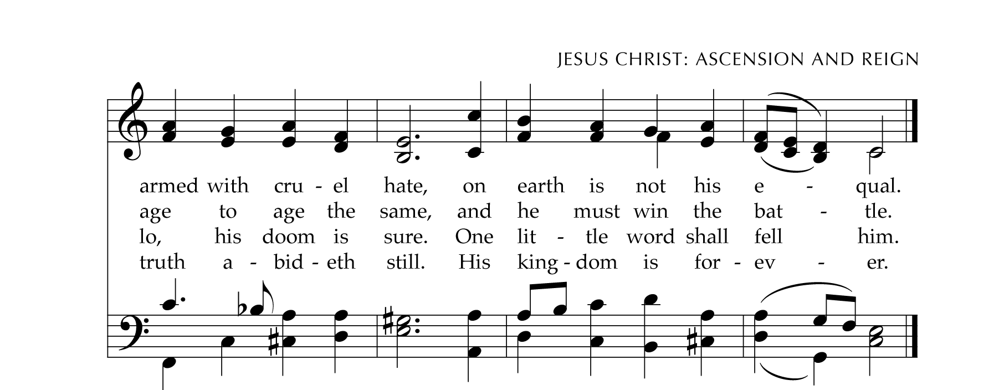 JESUS CHRIST: ASCENSION AND REIGN
armed with cru - el hate, on earth is not his e - qual.
age to age the same, and he must win the bat - tle.
lo, his doom is sure. One lit - tle word shall fell him.
truth a - bid - eth still. His king - dom is for - ev - er.